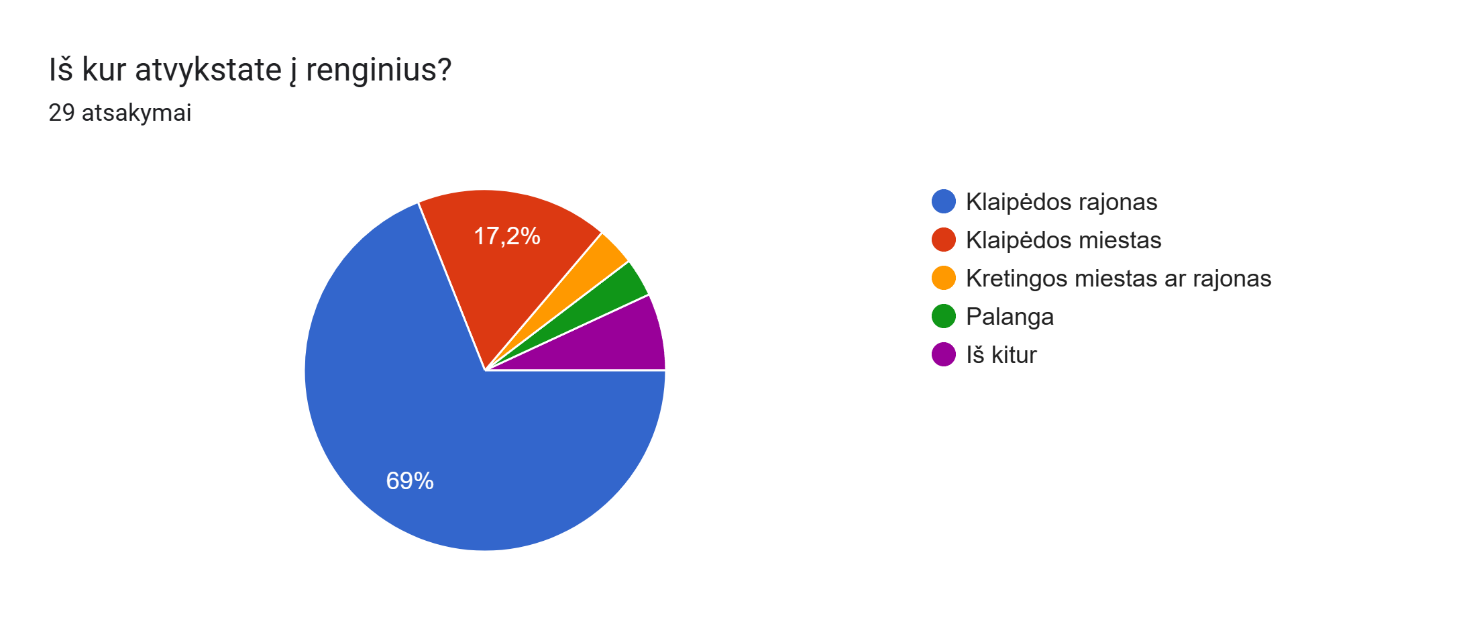 Iš kur atvykstate į renginius?
29 atsakymai
17,2%
69%
Klaipėdos rajonas
Klaipėdos miestas
Kretingos miestas ar rajonas
Palanga
Iš kitur